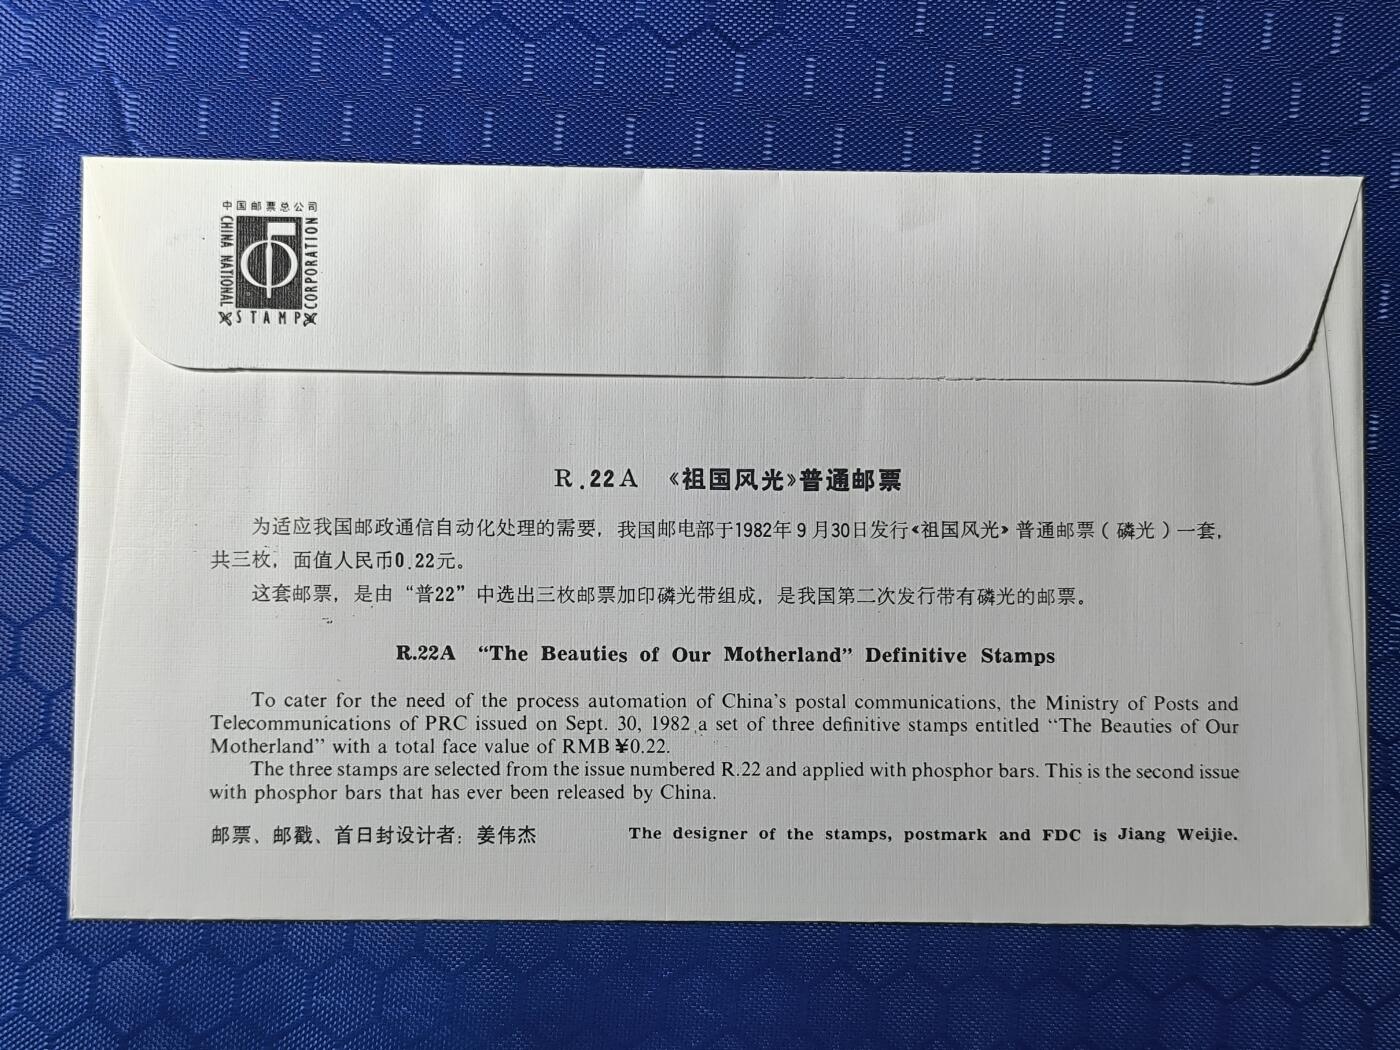 中国邮票总公司
CHINA NATIONAL
STAMP
CORPORATION
R.22A 《祖国风光》普通邮票
为适应我国邮政通信自动化处理的需要，我国邮电部于1982年9月30日发行《祖国风光》普通邮票（磷光）一套，
共三枚，面值人民币0.22元。
这套邮票，是由“普22”中选出三枚邮票加印磷光带组成，是我国第二次发行带有磷光的邮票。
R.22A “The Beauties of Our Motherland” Definitive Stamps
To cater for the need of the process automation of China's postal communications, the Ministry of Posts and
Telecommunications of PRC issued on Sept. 30, 1982 a set of three definitive stamps entitled “The Beauties of Our
Motherland” with a total face value of RMB ¥0.22.
The three stamps are selected from the issue numbered R.22 and applied with phosphor bars. This is the second issue
with phosphor bars that has ever been released by China.
邮票、邮戳、首日封设计者：姜伟杰 The designer of the stamps, postmark and FDC is Jiang Weijie.